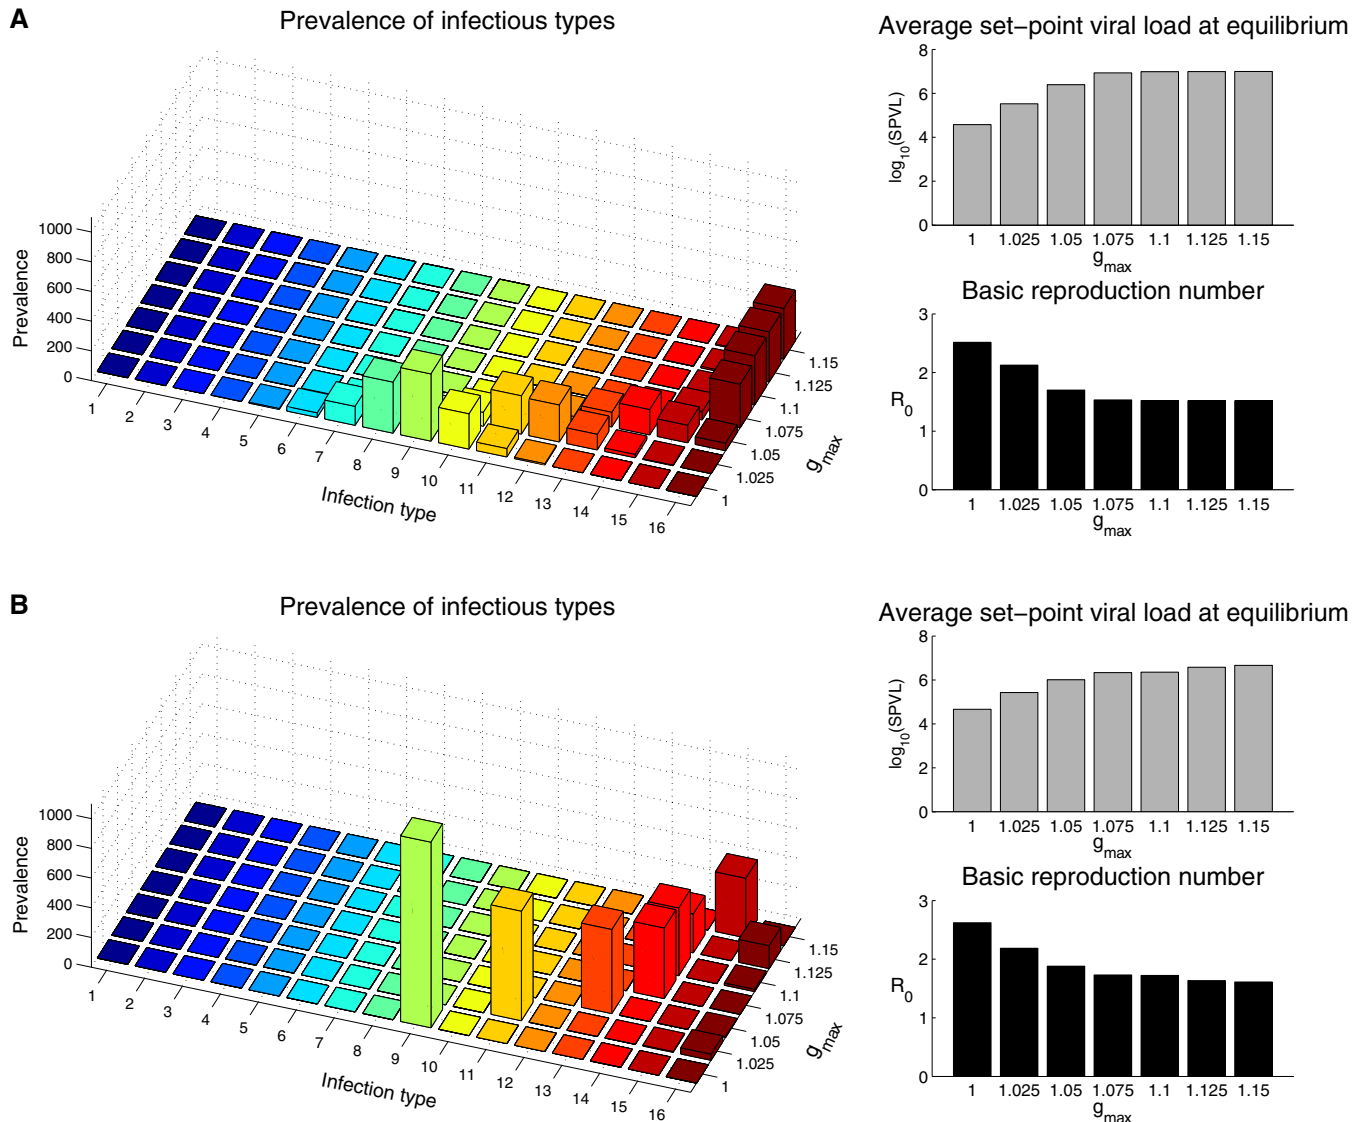 A
Prevalence of infectious types
Prevalence
1000
800
600
400
200
0
1
2
3
4
5
6
7
8
9
10
11
12
13
14
15
16
Infection type
1
1.025
1.05
1.075
1.1
1.125
1.15
gmax
Average set−point viral load at equilibrium
log10(SPVL)
8
6
4
2
0
1 1.025 1.05 1.075 1.1 1.125 1.15
gmax
Basic reproduction number
R0
3
2
1
0
1 1.025 1.05 1.075 1.1 1.125 1.15
gmax
B
Prevalence of infectious types
Prevalence
1000
800
600
400
200
0
1
2
3
4
5
6
7
8
9
10
11
12
13
14
15
16
Infection type
1
1.025
1.05
1.075
1.1
1.125
1.15
gmax
Average set−point viral load at equilibrium
log10(SPVL)
8
6
4
2
0
1 1.025 1.05 1.075 1.1 1.125 1.15
gmax
Basic reproduction number
R0
3
2
1
0
1 1.025 1.05 1.075 1.1 1.125 1.15
gmax